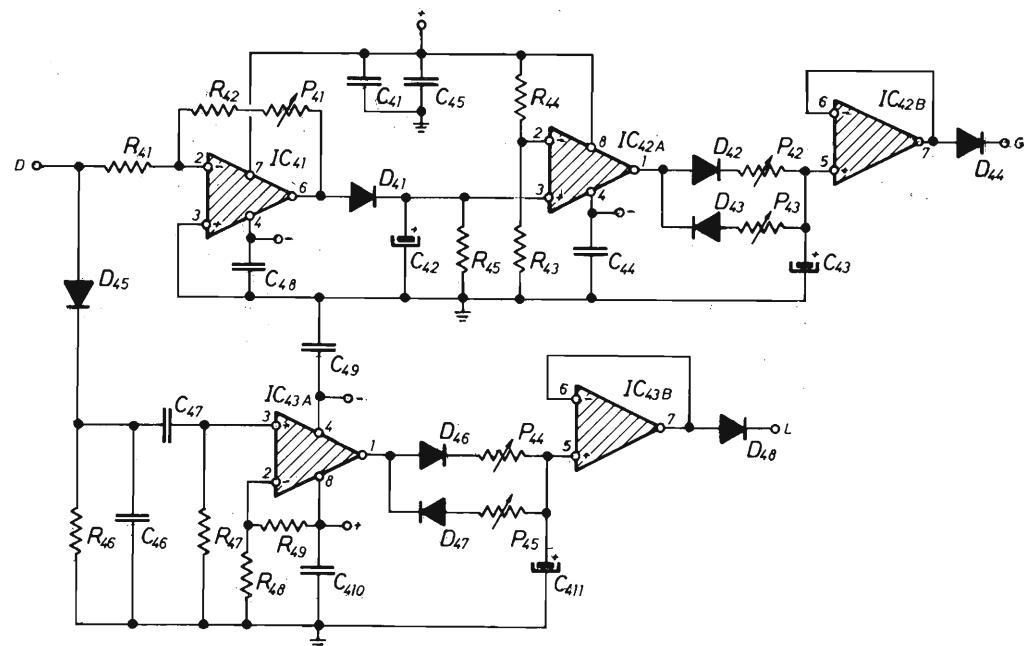 +
R42 P41 C41 C45 R44 IC42B
6 −
2 − 8 IC42A
D R41 2 − 7 IC41 D42 P42 7 G
6 D41 1 5 + D44
3 + 4 3 + 4 D43 P43
− −
C48 C42 R45 R43 C44 C43
+ +
D45
C49
IC43A − 6 − IC43B
C47 3 + 4 D46 P44 7 L
1 5 + D48
2 − 8
R46 C46 R47 R49 + D47 P45
R48 C410 + C411